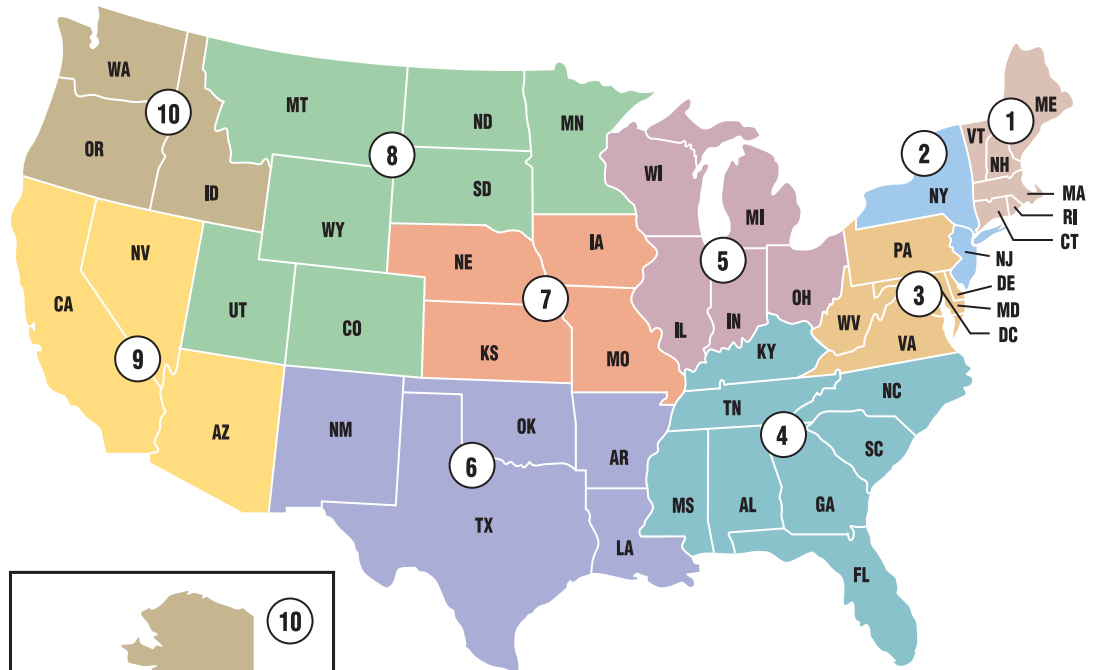 WA
10
OR
ID
MT
ND
8
SD
MN
WY
UT
CO
WI
MI
5
IL
IN
OH
NE
IA
7
KS
MO
CA
NV
9
AZ
NM
OK
6
TX
AR
LA
KY
TN
NC
4
SC
MS
AL
GA
FL
2
NY
PA
3
WV
VA
VT
1
ME
NH
MA
RI
CT
NJ
DE
MD
DC
10